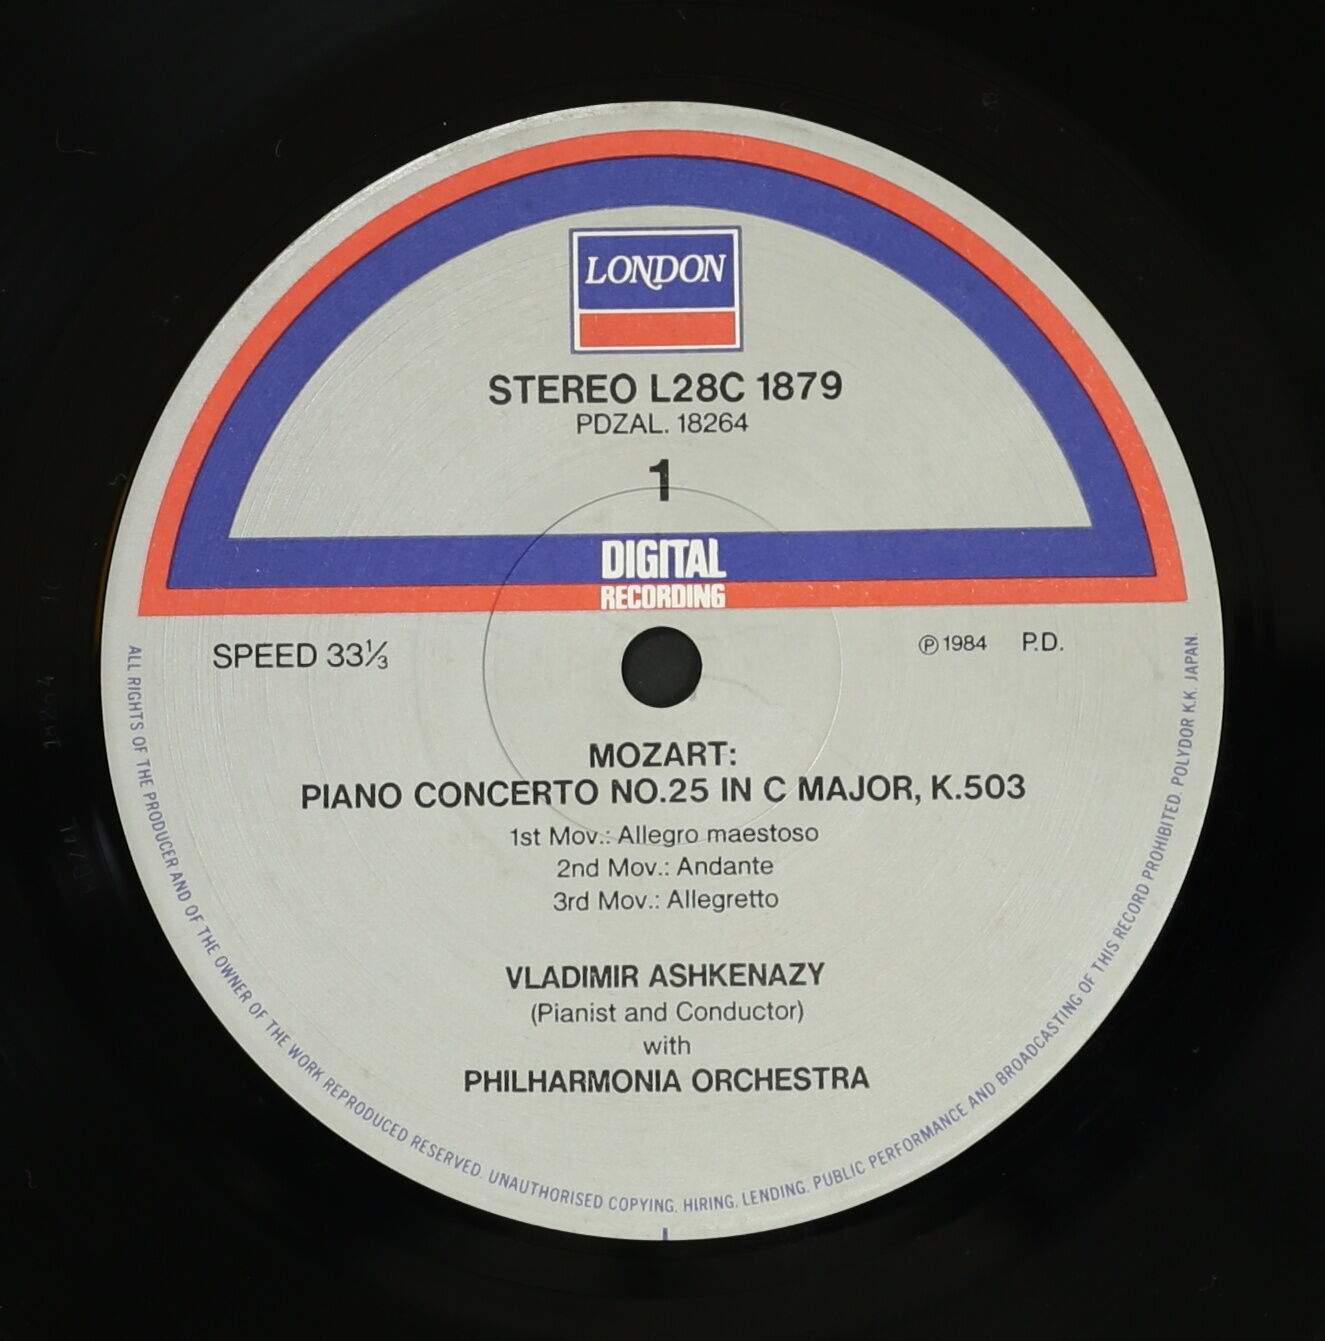 LONDON
STEREO L28C 1879
PDZAL. 18264
1
DIGITAL
RECORDING
SPEED 33⅓
Ⓟ 1984 P.D.
MOZART:
PIANO CONCERTO NO.25 IN C MAJOR, K.503
1st Mov.: Allegro maestoso
2nd Mov.: Andante
3rd Mov.: Allegretto
VLADIMIR ASHKENAZY
(Pianist and Conductor)
with
PHILHARMONIA ORCHESTRA
ALL RIGHTS OF THE PRODUCER AND OF THE OWNER OF THE WORK REPRODUCED RESERVED. UNAUTHORISED COPYING. HIRING. LENDING. PUBLIC PERFORMANCE AND BROADCASTING OF THIS RECORD PROHIBITED. POLYDOR K.K. JAPAN.